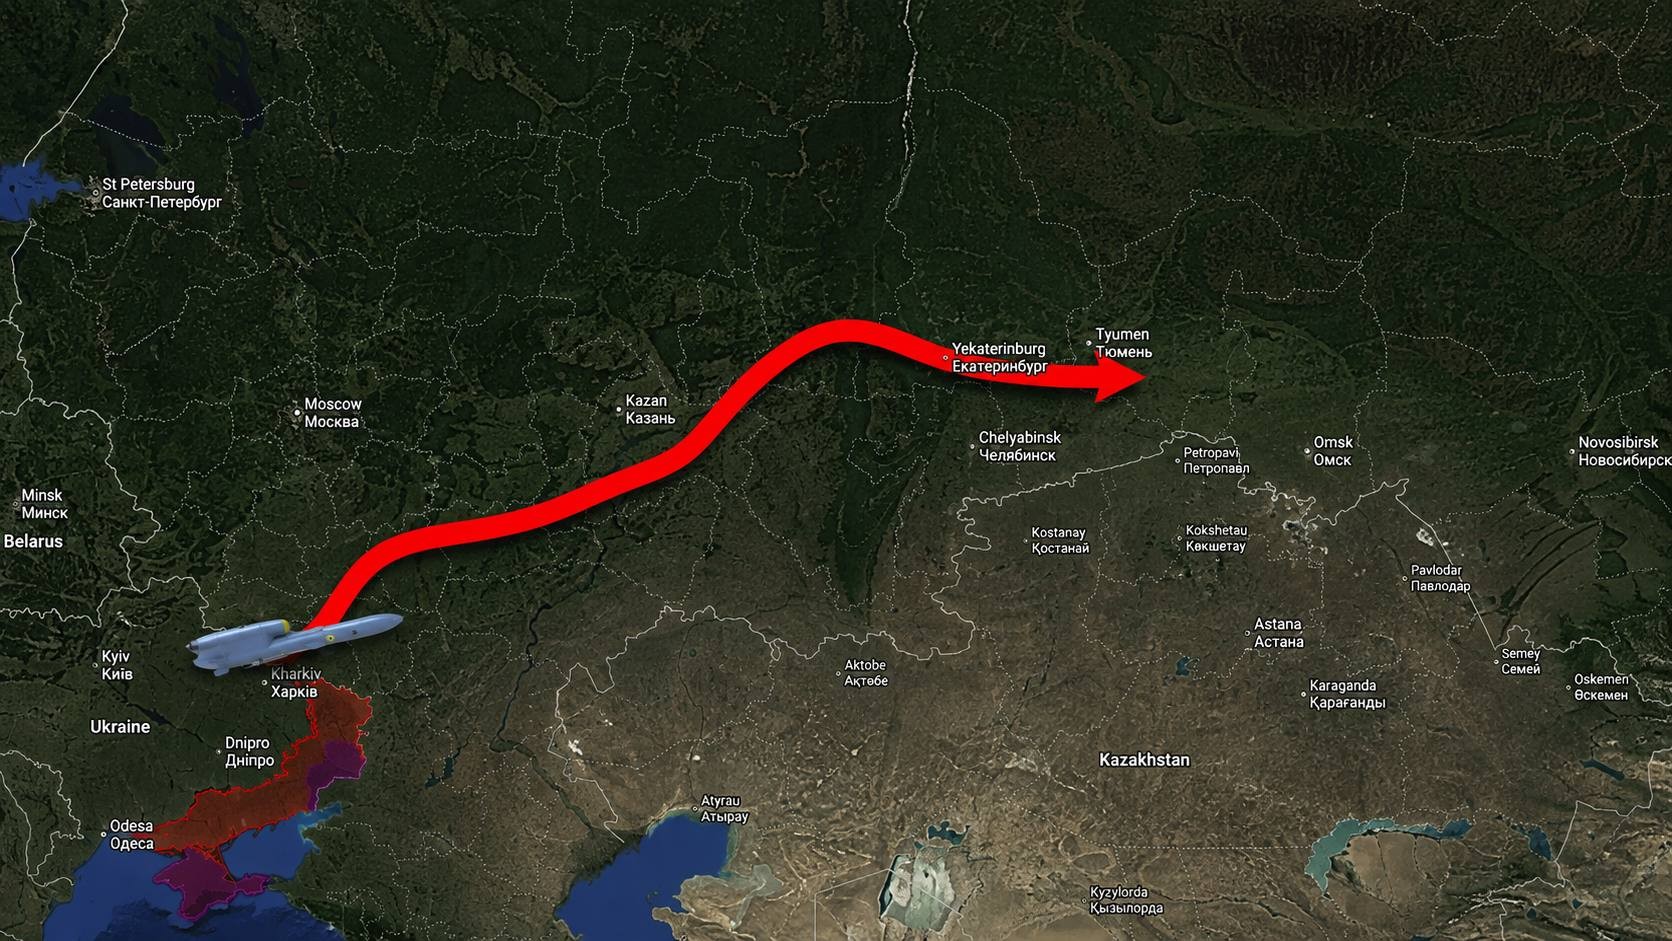 St Petersburg
Санкт-Петербург
Tyumen
Тюмень
Yekaterinburg
Екатеринбург
Kazan
Казань
Moscow
Москва
Chelyabinsk
Челябинск
Petropavl
Петропавл
Omsk
Омск
Novosibirsk
Новосибирск
Minsk
Минск
Belarus
Kostanay
Қостанай
Kokshetau
Көкшетау
Pavlodar
Павлодар
Astana
Астана
Semey
Семей
Kyiv
Київ
Kharkiv
Харків
Aktobe
Ақтөбе
Karaganda
Қарағанды
Oskemen
Өскемен
Ukraine
Dnipro
Дніпро
Kazakhstan
Atyrau
Атырау
Odesa
Одеса
Kyzylorda
Қызылорда